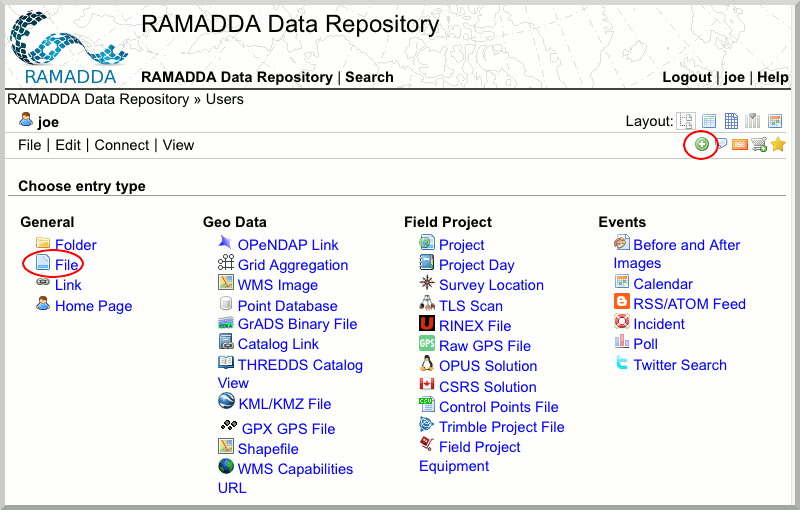 RAMADDA Data Repository
RAMADDA
RAMADDA Data Repository | Search
Logout | joe | Help
RAMADDA Data Repository » Users
joe
Layout:
File | Edit | Connect | View
RSS
Choose entry type
General
Folder
File
Link
Home Page
Geo Data
OPeNDAP Link
Grid Aggregation
WMS Image
Point Database
COLA GrADS Binary File
Catalog Link
THREDDS Catalog
View
KML/KMZ File
GPX GPS File
Shapefile
WMS Capabilities
URL
Field Project
Project
Project Day
Survey Location
TLS Scan
U RINEX File
GPS Raw GPS File
OPUS Solution
CSRS Solution
Control Points File
Trimble Project File
Field Project
Equipment
Events
Before and After
Images
Calendar
RSS/ATOM Feed
Incident
Poll
t Twitter Search